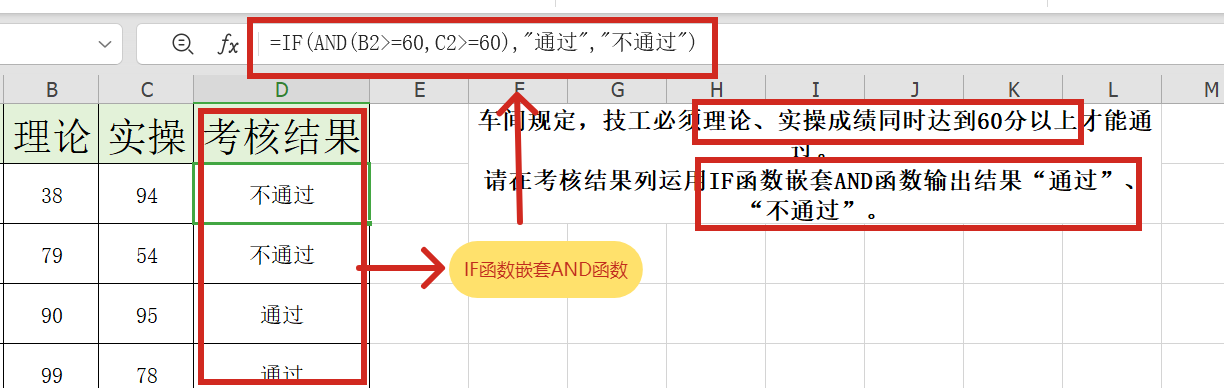 fx =IF(AND(B2>=60,C2>=60),"通过","不通过")
B C D E F G H I J K L M
理论 实操 考核结果
车间规定，技工必须理论、实操成绩同时达到60分以上才能通
过。
请在考核结果列运用IF函数嵌套AND函数输出结果“通过”、
“不通过”。
38 94 不通过
79 54 不通过
IF函数嵌套AND函数
90 95 通过
99 78 通过